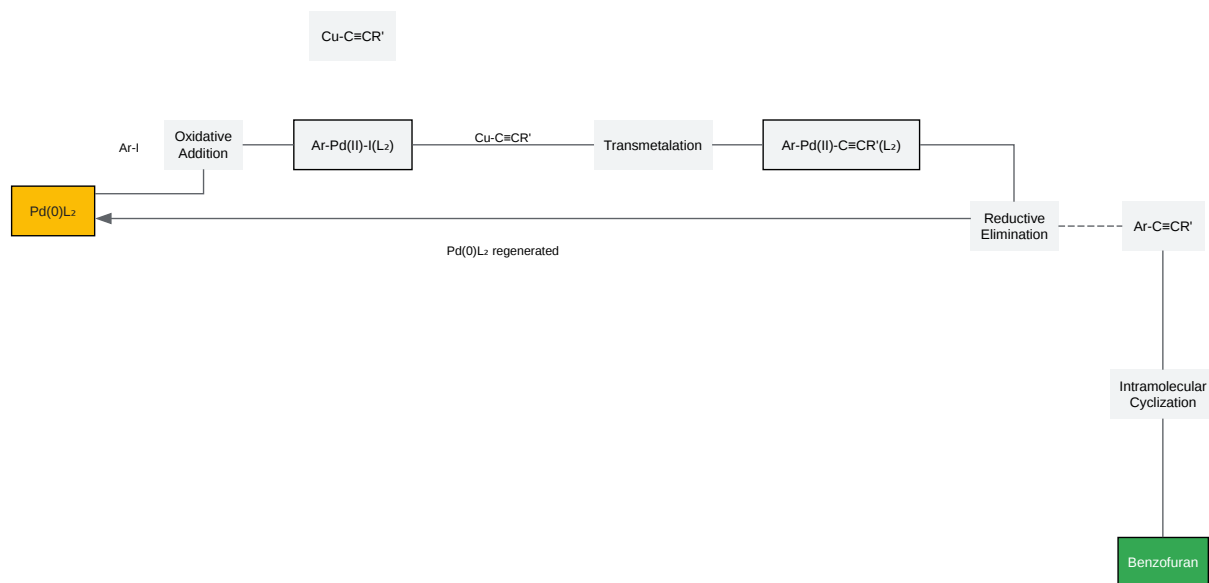 Cu-C≡CR'
Ar-I
Oxidative
Addition
Ar-Pd(II)-I(L₂)
Cu-C≡CR'
Transmetalation
Ar-Pd(II)-C≡CR'(L₂)
Pd(0)L₂
Reductive
Elimination
Ar-C≡CR'
Pd(0)L₂ regenerated
Intramolecular
Cyclization
Benzofuran